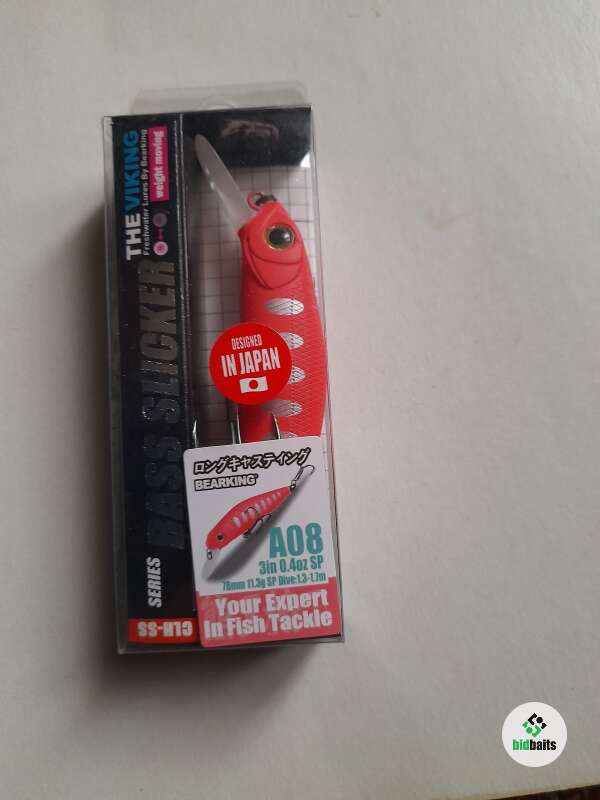 THE VIKING
Freshwater Lures By Bearking
weight moving
BASS SLICKER
SERIES
CLH-SS
DESIGNED
IN JAPAN
ロングキャスティング
BEARKING®
A08
3in 0.4oz SP
78mm 11.3g SP Dive:1.3-1.7m
Your Expert
In Fish Tackle
bidbaits